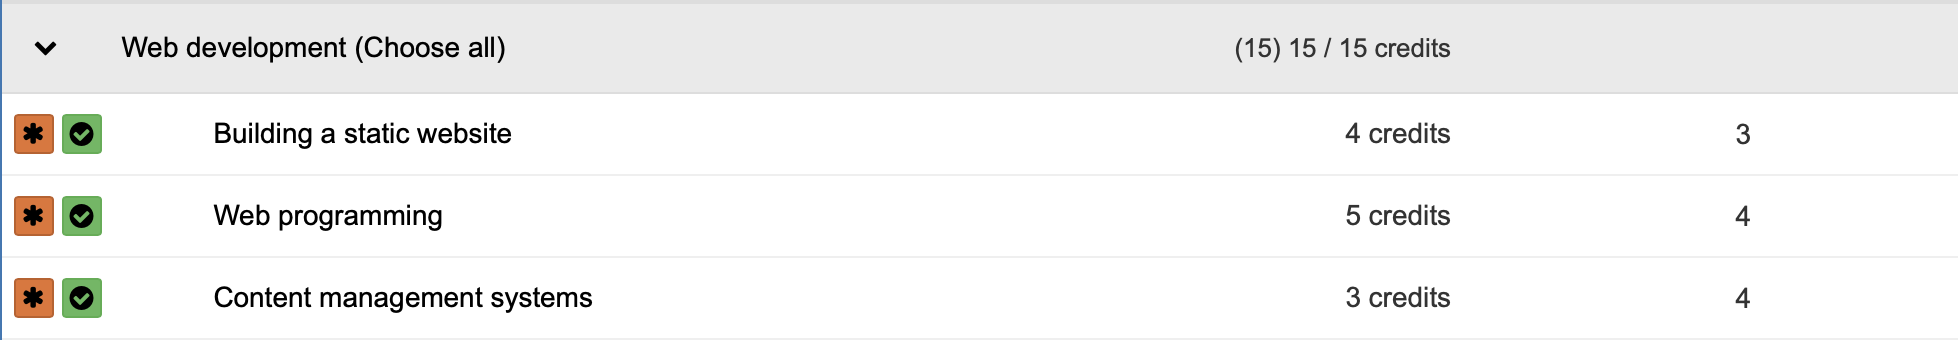 Web development (Choose all) (15) 15 / 15 credits
Building a static website 4 credits 3
Web programming 5 credits 4
Content management systems 3 credits 4